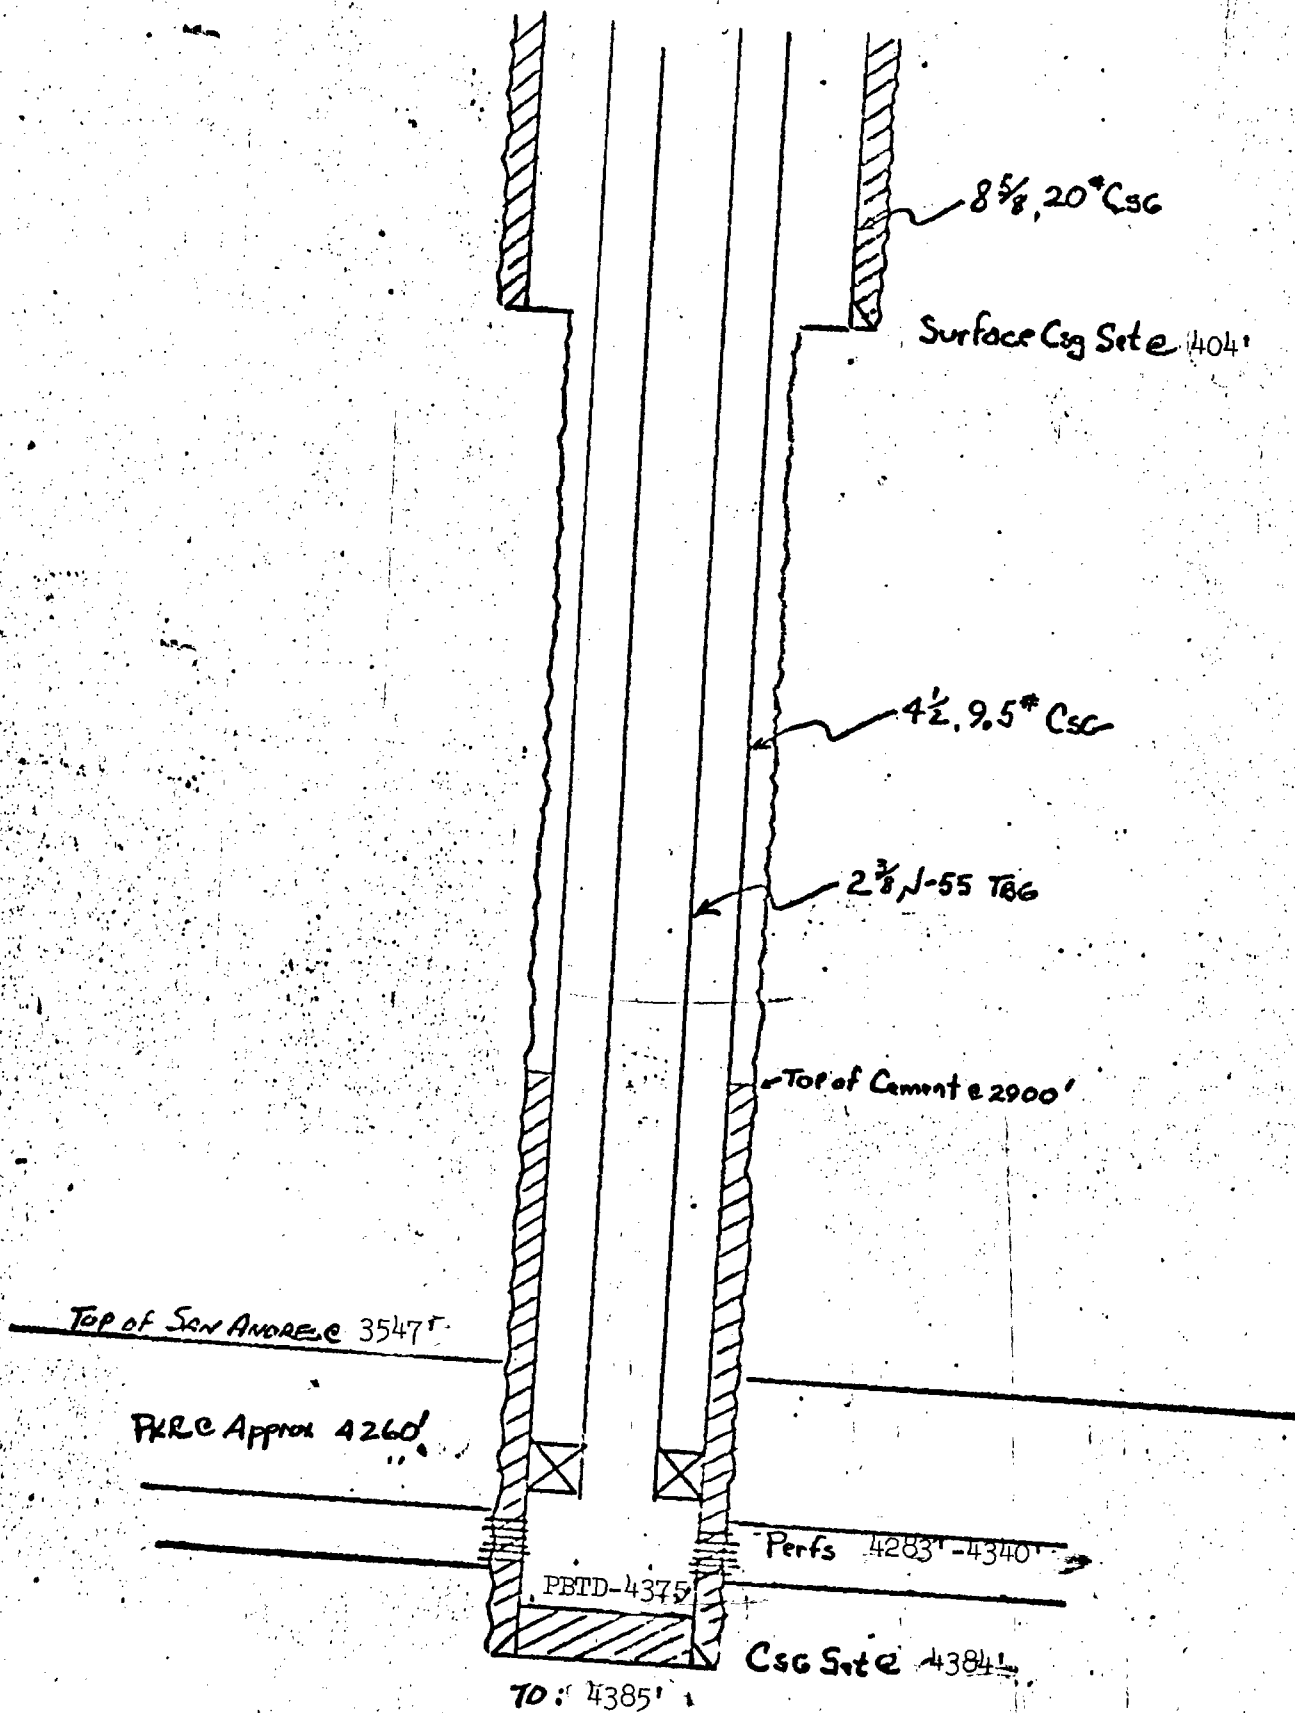 8 5/8, 20# CSG
Surface Csg Set @ 404'
4 1/2, 9.5# CSG
2 3/8, J-55 TBG
Top of Cement @ 2900'
TOP OF SAN ANDRES @ 3547'
PKR @ Approx 4260'
Perfs 4283'-4340'
PBTD-4375'
CSG Set @ 4384'
TD: 4385'